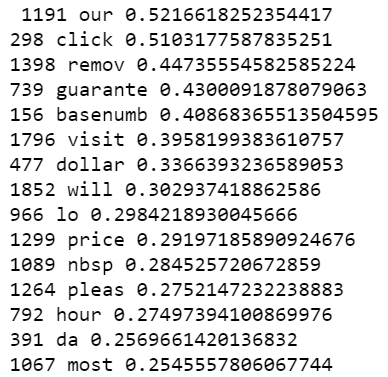 1191 our 0.5216618252354417
298 click 0.5103177587835251
1398 remov 0.44735554582585224
739 guarante 0.4300091878079063
156 basenumb 0.40868365513504595
1796 visit 0.3958199383610757
477 dollar 0.3366393236589053
1852 will 0.302937418862586
966 lo 0.2984218930045666
1299 price 0.29197185890924676
1089 nbsp 0.284525720672859
1264 pleas 0.2752147232238883
792 hour 0.27497394100869976
391 da 0.2569661420136832
1067 most 0.2545557806067744